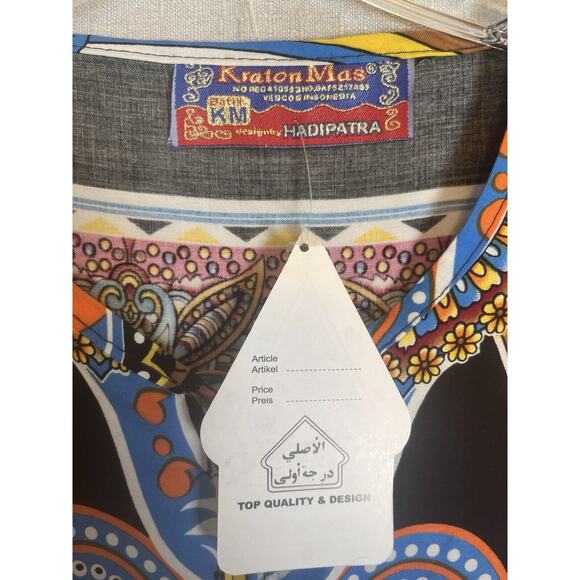 Kraton Mas®
BATIK
KM
design by HADIPATRA
Article
Artikel
Price
Preis
الأصلي
درجة أولى
TOP QUALITY & DESIGN